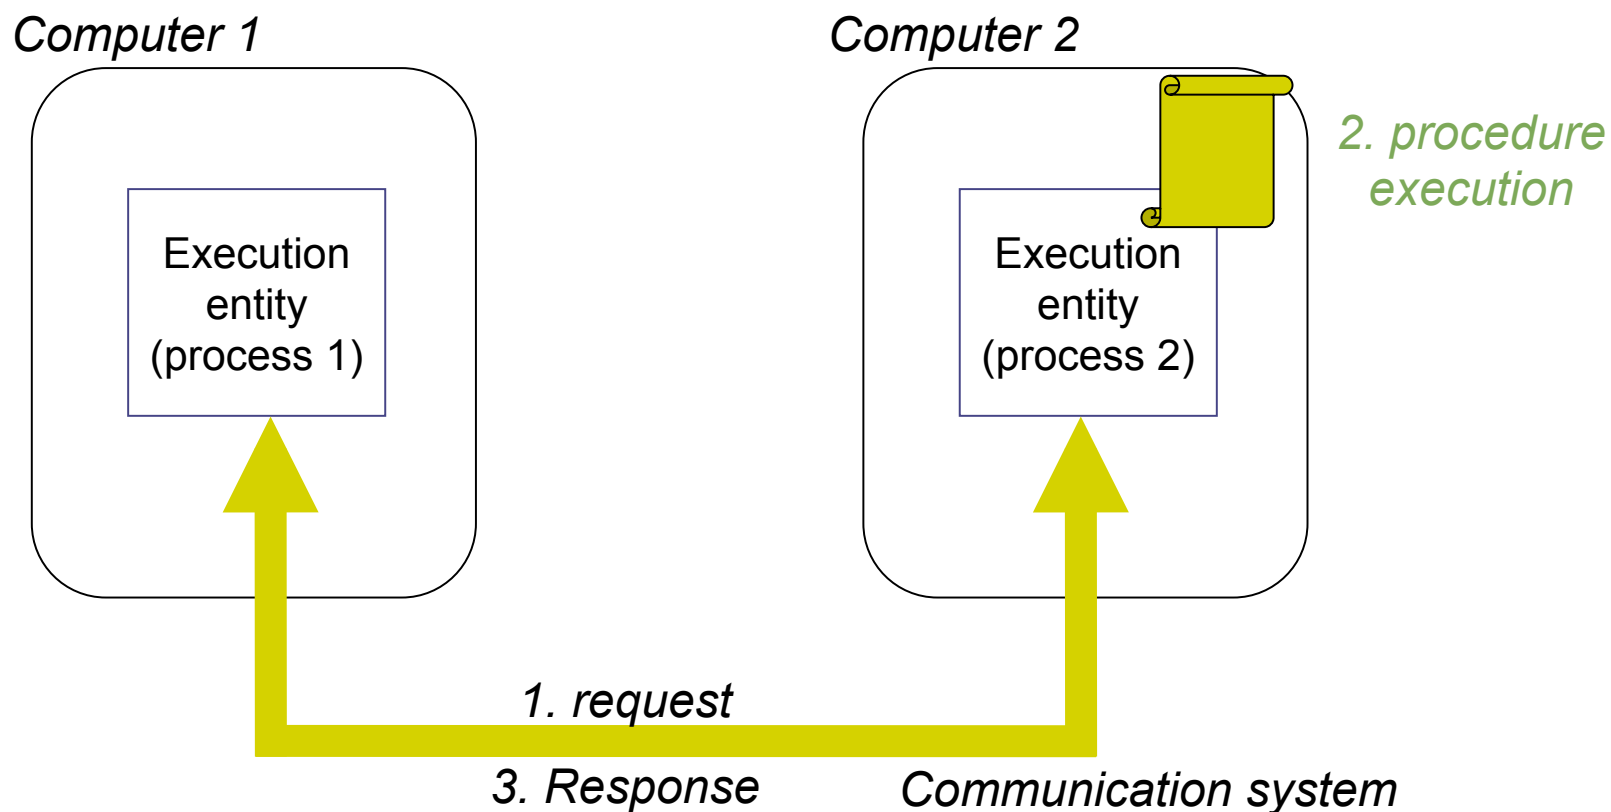 Computer 1
Computer 2
2. procedure
execution
Execution
entity
(process 1)
Execution
entity
(process 2)
1. request
3. Response
Communication system